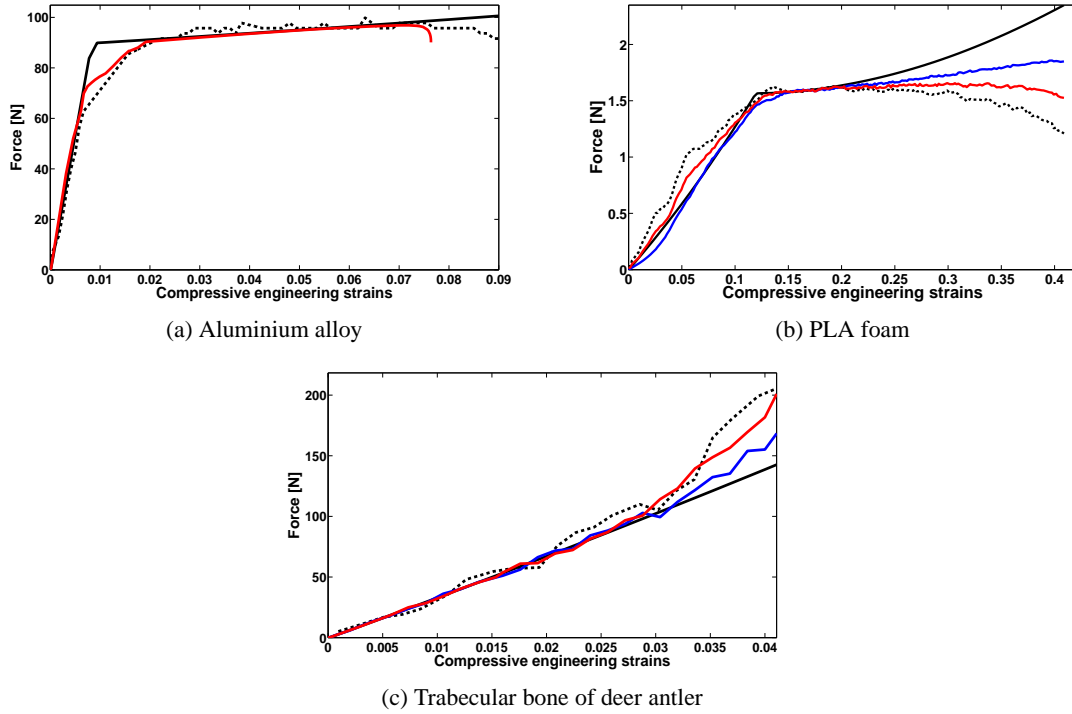 100
80
60
40
20
0
Force [N]
0 0.01 0.02 0.03 0.04 0.05 0.06 0.07 0.08 0.09
Compressive engineering strains
(a) Aluminium alloy
2
1.5
1
0.5
0
Force [N]
0 0.05 0.1 0.15 0.2 0.25 0.3 0.35 0.4
Compressive engineering strains
(b) PLA foam
200
150
100
50
0
Force [N]
0 0.005 0.01 0.015 0.02 0.025 0.03 0.035 0.04
Compressive engineering strains
(c) Trabecular bone of deer antler